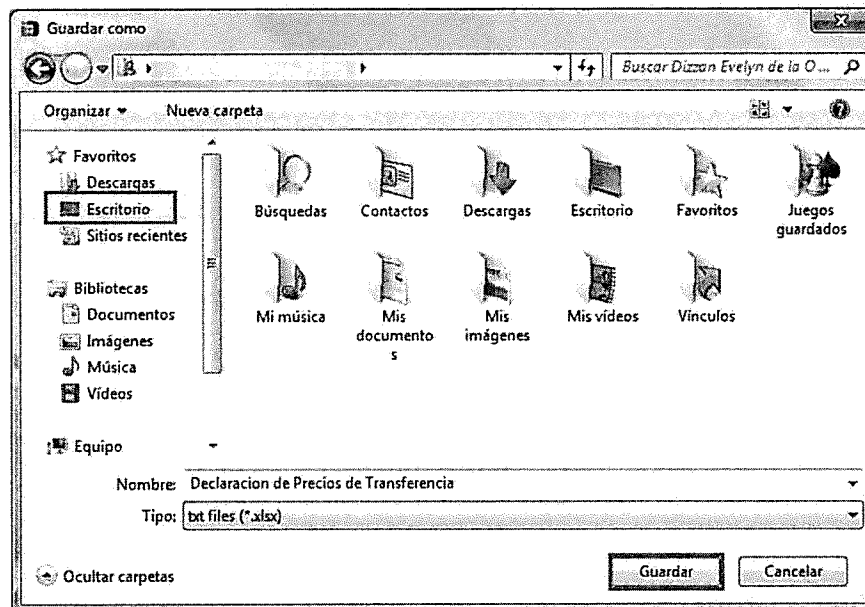 Guardar como
Buscar Dizzan Evelyn de la O ...
Organizar Nueva carpeta
Favoritos
Descargas
Escritorio
Sitios recientes
Bibliotecas
Documentos
Imágenes
Música
Vídeos
Equipo
Búsquedas Contactos Descargas Escritorio Favoritos Juegos guardados
Mi música Mis documento s Mis imágenes Mis vídeos Vínculos
Nombre: Declaracion de Precios de Transferencia
Tipo: txt files (*.xlsx)
Ocultar carpetas Guardar Cancelar